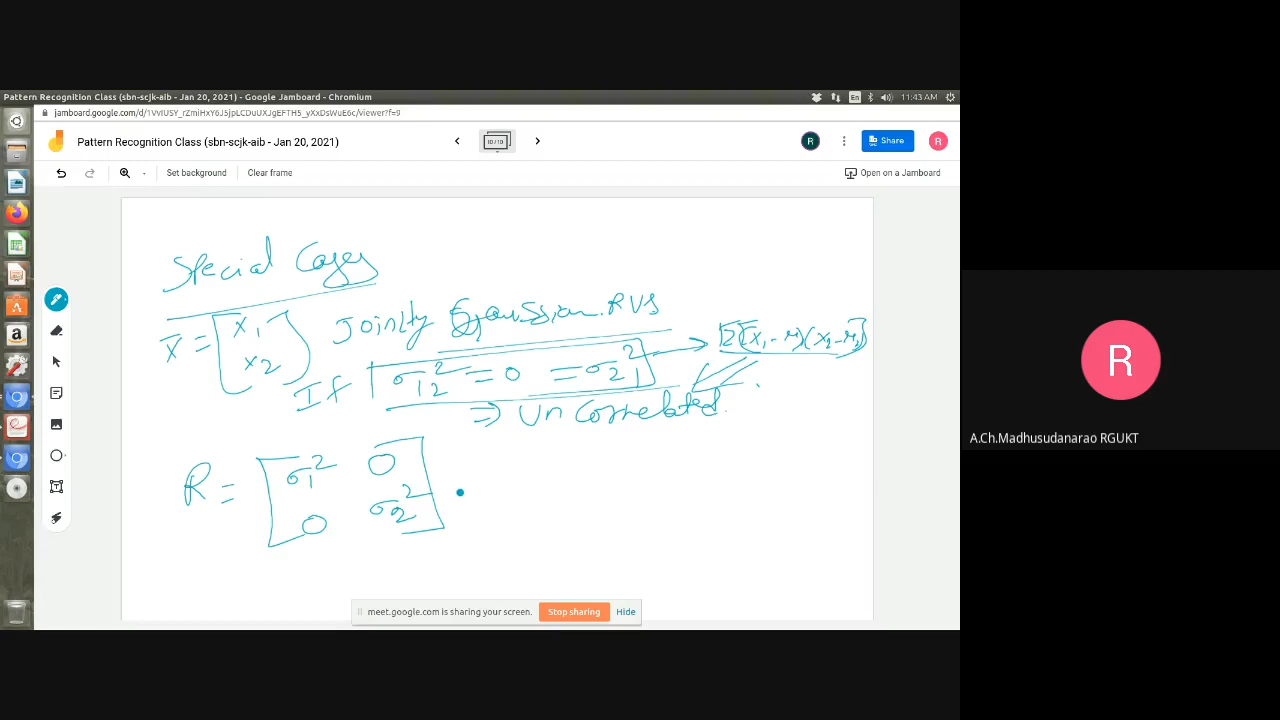 Pattern Recognition Class (sbn-scjk-aib - Jan 20, 2021) - Google Jamboard - Chromium
En
11:43 AM
Pattern Recognition Class (sbn-scjk-aib - Jan 20, 2021)
10/10
R
Share
R
Set background
Clear frame
Open on a Jamboard
Special Cases
X̄ = [x1 x2] Jointly Gaussian RVS
If σ12² = 0 = σ21² → E[(x1-μ1)(x2-μ2)]
⇒ Un Correlated.
R = [σ1² 0
0 σ2²]
meet.google.com is sharing your screen.
Stop sharing
Hide
R
A.Ch.Madhusudanarao RGUKT